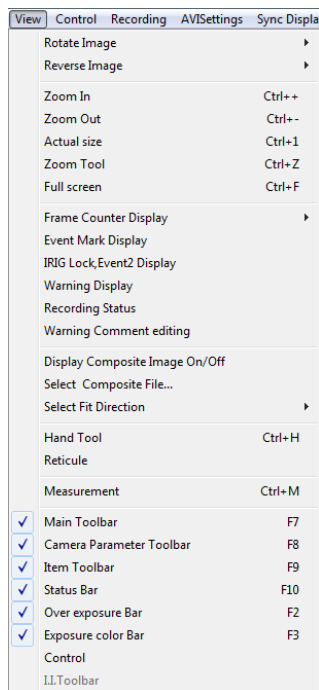 View Control Recording AVISettings Sync Displa
Rotate Image
Reverse Image
Zoom In Ctrl++
Zoom Out Ctrl+-
Actual size Ctrl+1
Zoom Tool Ctrl+Z
Full screen Ctrl+F
Frame Counter Display
Event Mark Display
IRIG Lock,Event2 Display
Warning Display
Recording Status
Warning Comment editing
Display Composite Image On/Off
Select Composite File...
Select Fit Direction
Hand Tool Ctrl+H
Reticule
Measurement Ctrl+M
Main Toolbar F7
Camera Parameter Toolbar F8
Item Toolbar F9
Status Bar F10
Over exposure Bar F2
Exposure color Bar F3
Control
I.I.Toolbar